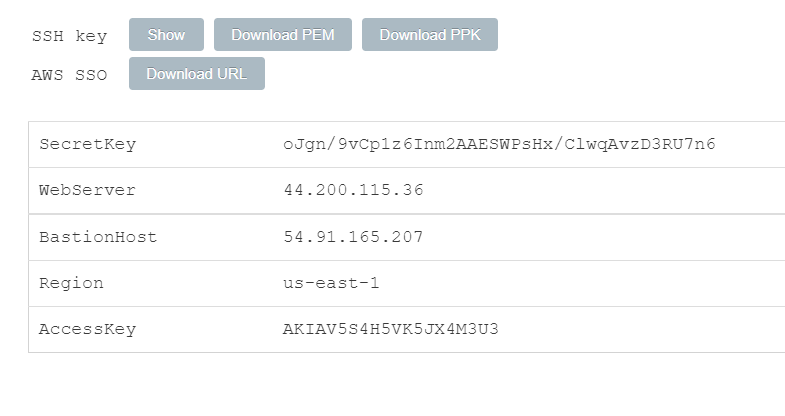 SSH key Show Download PEM Download PPK
AWS SSO Download URL
SecretKey oJgn/9vCp1z6Inm2AAESWPsHx/ClwqAvzD3RU7n6
WebServer 44.200.115.36
BastionHost 54.91.165.207
Region us-east-1
AccessKey AKIAV5S4H5VK5JX4M3U3